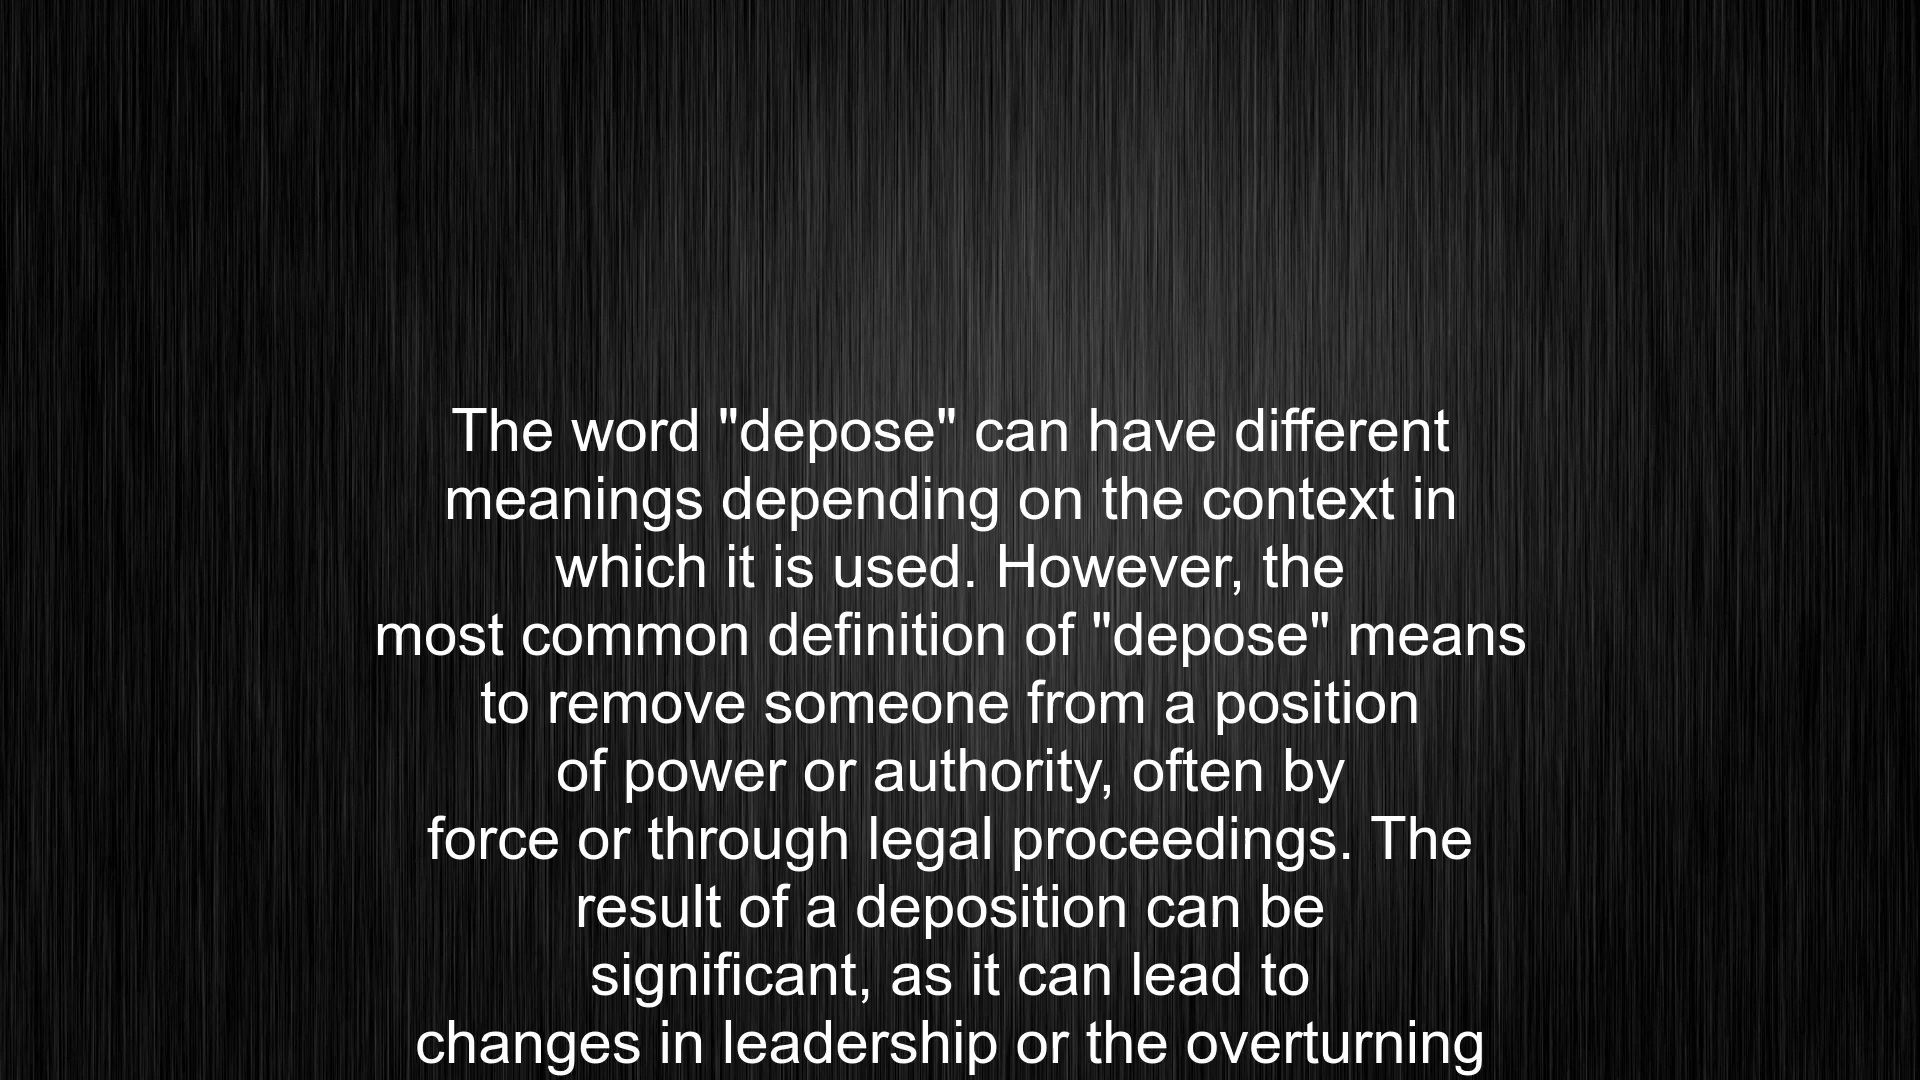 The word "depose" can have different
meanings depending on the context in
which it is used. However, the
most common definition of "depose" means
to remove someone from a position
of power or authority, often by
force or through legal proceedings. The
result of a deposition can be
significant, as it can lead to
changes in leadership or the overturning